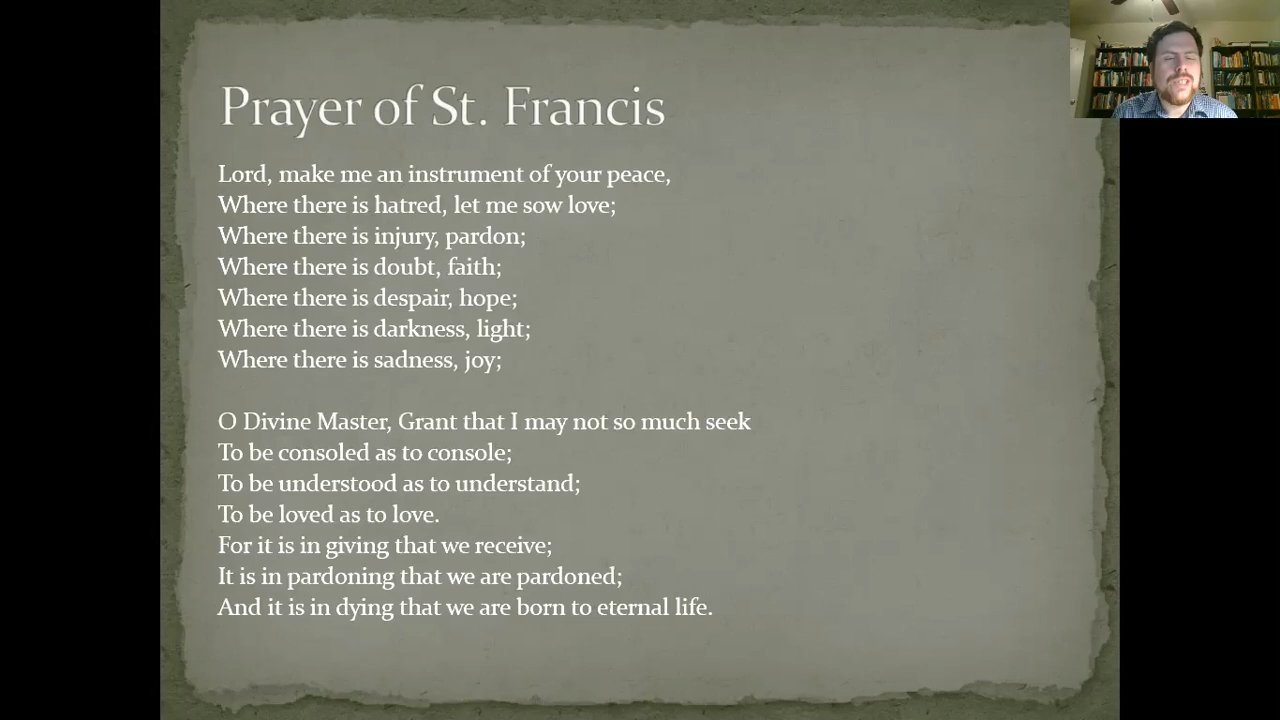 Prayer of St. Francis
Lord, make me an instrument of your peace,
Where there is hatred, let me sow love;
Where there is injury, pardon;
Where there is doubt, faith;
Where there is despair, hope;
Where there is darkness, light;
Where there is sadness, joy;
O Divine Master, Grant that I may not so much seek
To be consoled as to console;
To be understood as to understand;
To be loved as to love.
For it is in giving that we receive;
It is in pardoning that we are pardoned;
And it is in dying that we are born to eternal life.